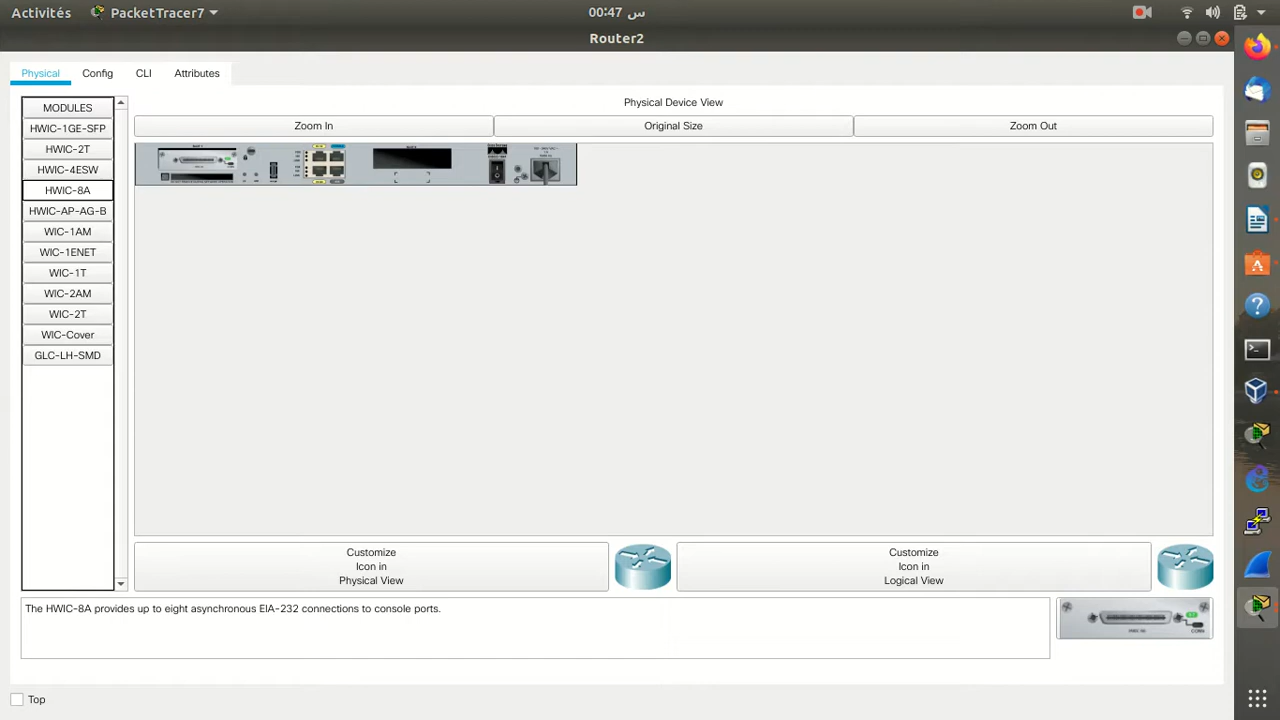 Activités
PacketTracer7
00:47 س
Router2
Physical
Config
CLI
Attributes
MODULES
HWIC-1GE-SFP
HWIC-2T
HWIC-4ESW
HWIC-8A
HWIC-AP-AG-B
WIC-1AM
WIC-1ENET
WIC-1T
WIC-2AM
WIC-2T
WIC-Cover
GLC-LH-SMD
Physical Device View
Zoom In
Original Size
Zoom Out
Customize
Icon in
Physical View
Customize
Icon in
Logical View
The HWIC-8A provides up to eight asynchronous EIA-232 connections to console ports.
Top